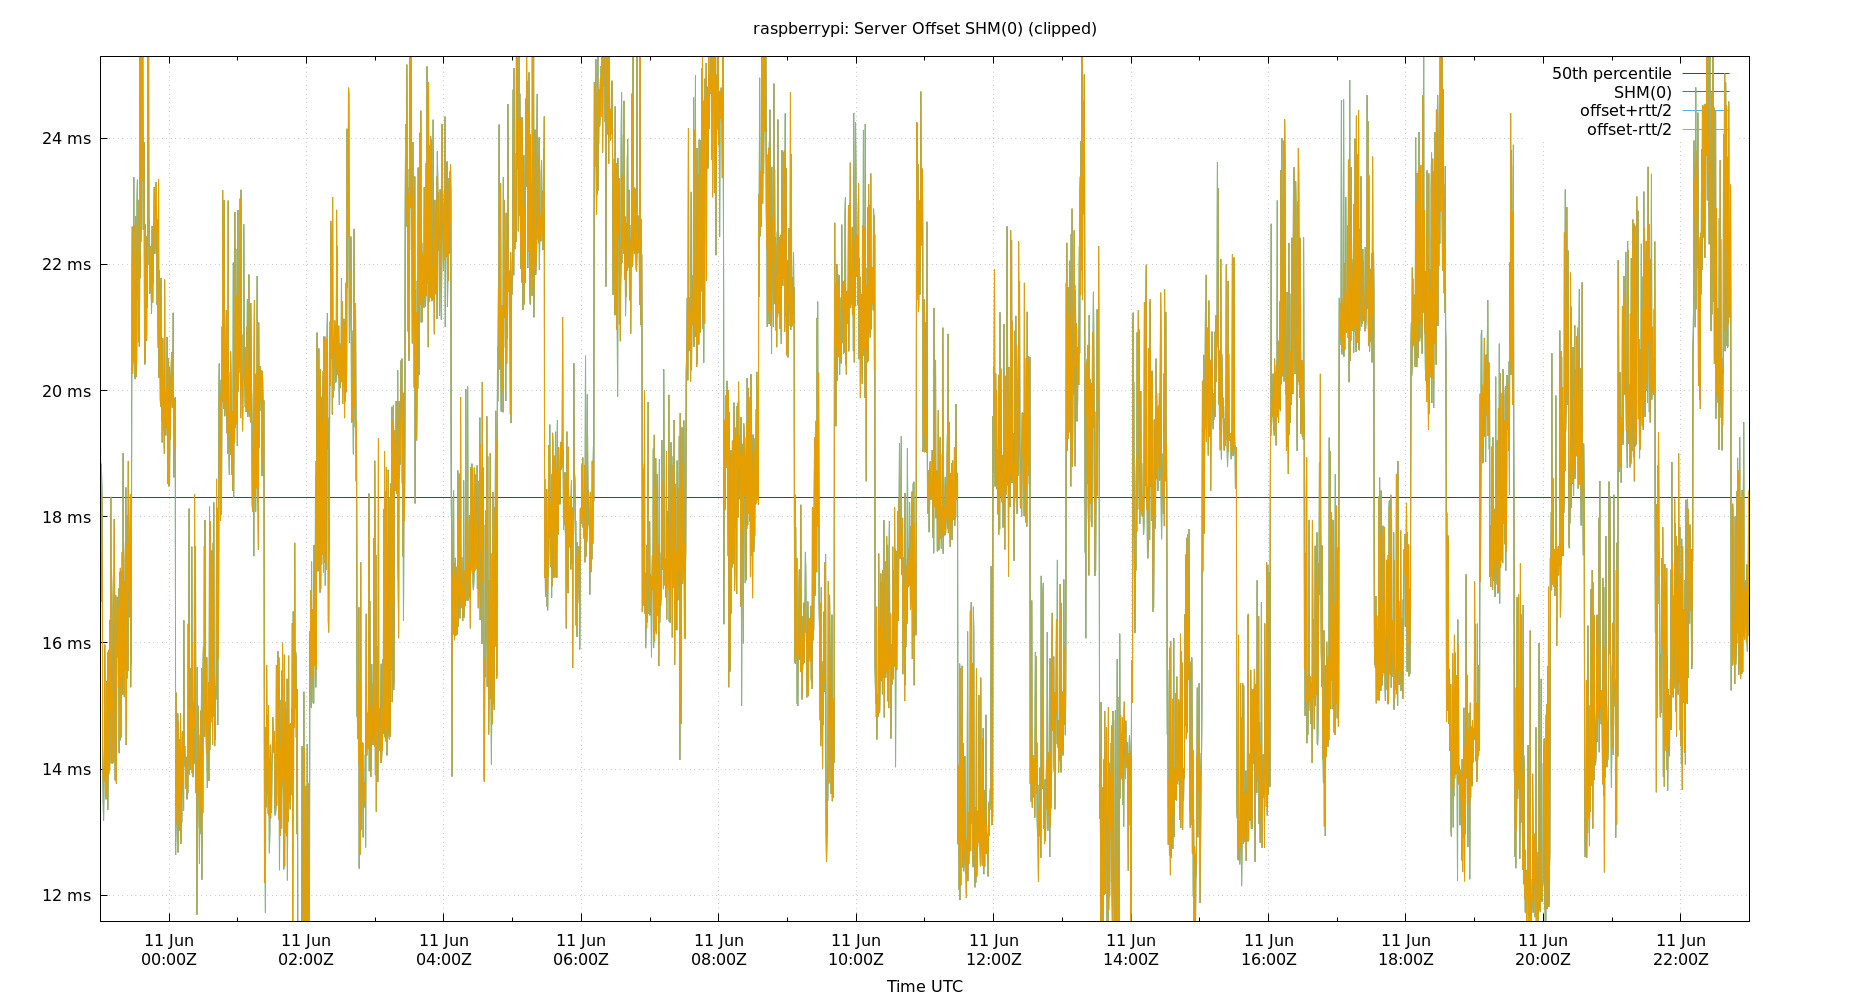 raspberrypi: Server Offset SHM(0) (clipped)
50th percentile
SHM(0)
offset+rtt/2
offset-rtt/2
24 ms
22 ms
20 ms
18 ms
16 ms
14 ms
12 ms
11 Jun 11 Jun 11 Jun 11 Jun 11 Jun 11 Jun 11 Jun 11 Jun 11 Jun 11 Jun 11 Jun 11 Jun
00:00Z 02:00Z 04:00Z 06:00Z 08:00Z 10:00Z 12:00Z 14:00Z 16:00Z 18:00Z 20:00Z 22:00Z
Time UTC